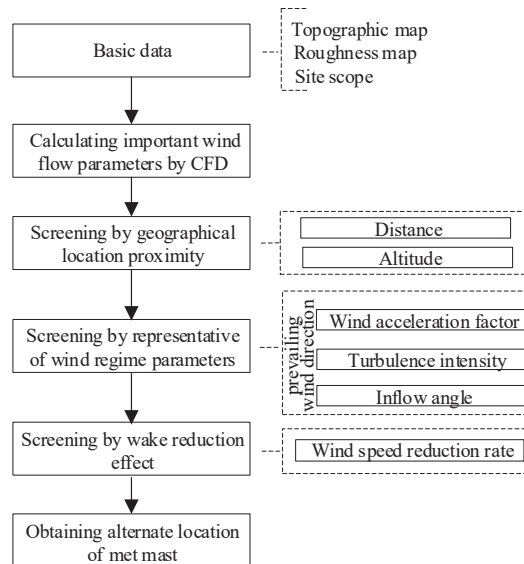 Basic data
Topographic map
Roughness map
Site scope
Calculating important wind
flow parameters by CFD
Screening by geographical
location proximity
Distance
Altitude
Screening by representative
of wind regime parameters
prevailing
wind direction
Wind acceleration factor
Turbulence intensity
Inflow angle
Screening by wake reduction
effect
Wind speed reduction rate
Obtaining alternate location
of met mast